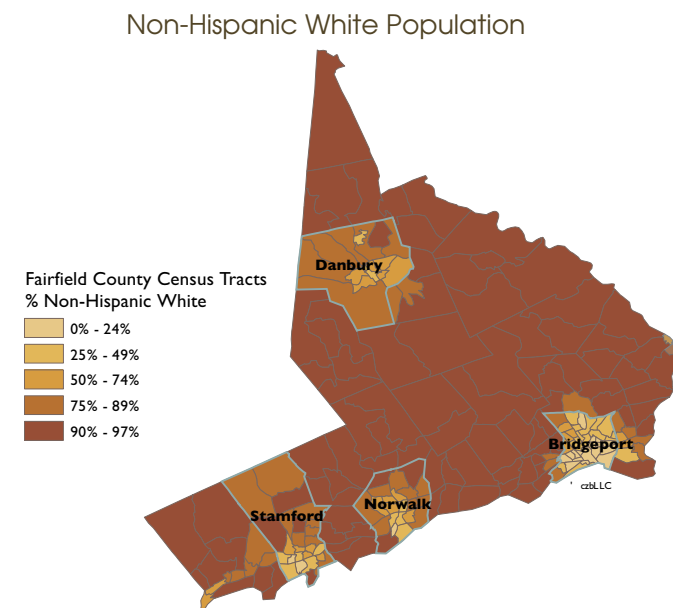 Non-Hispanic White Population
Danbury
Fairfield County Census Tracts
% Non-Hispanic White
0% - 24%
25% - 49%
50% - 74%
75% - 89%
90% - 97%
Bridgeport
czbLLC
Norwalk
Stamford